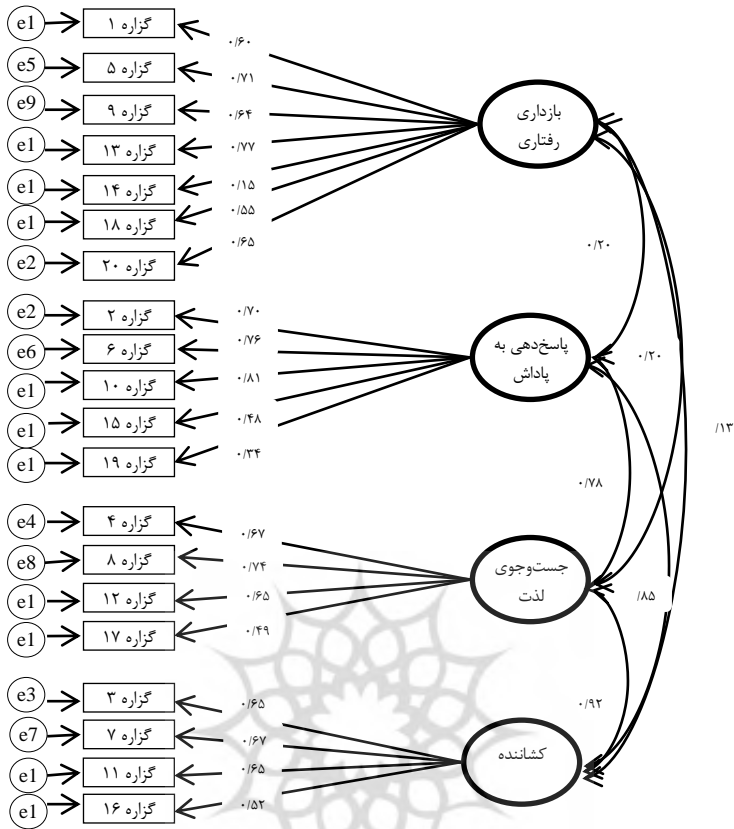 e1 گزاره ۱ ۰/۶۰
e5 گزاره ۵ ۰/۷۱
e9 گزاره ۹ ۰/۶۴
e1 گزاره ۱۳ ۰/۷۷
e1 گزاره ۱۴ ۰/۱۵
e1 گزاره ۱۸ ۰/۵۵
e2 گزاره ۲۰ ۰/۶۵
بازداری
رفتاری
۰/۲۰
e2 گزاره ۲ ۰/۷۰
e6 گزاره ۶ ۰/۷۶
e1 گزاره ۱۰ ۰/۸۱
e1 گزاره ۱۵ ۰/۴۸
e1 گزاره ۱۹ ۰/۳۴
پاسخ‌دهی به
پاداش
۰/۲۰
/۱۳
۰/۷۸
e4 گزاره ۴ ۰/۶۷
e8 گزاره ۸ ۰/۷۴
e1 گزاره ۱۲ ۰/۶۵
e1 گزاره ۱۷ ۰/۴۹
جست‌وجوی
لذت
/۸۵
۰/۹۲
e3 گزاره ۳ ۰/۶۵
e7 گزاره ۷ ۰/۶۷
e1 گزاره ۱۱ ۰/۶۵
e1 گزاره ۱۶ ۰/۵۲
کشاننده